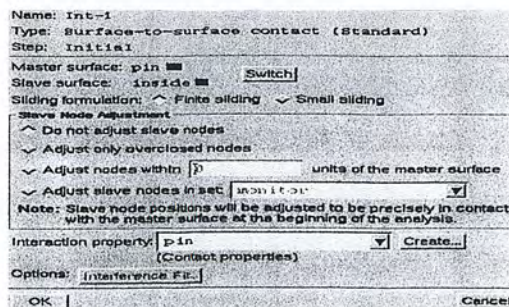 Name: Int-1
Type: Surface-to-surface contact (Standard)
Step: Initial
Master surface: pin
Slave surface: inside
Switch
Sliding formulation: Finite sliding Small sliding
Slave Node Adjustment
Do not adjust slave nodes
Adjust only overclosed nodes
Adjust nodes within 0 units of the master surface
Adjust slave nodes in set: monitor
Note: Slave node positions will be adjusted to be precisely in contact
with the master surface at the beginning of the analysis.
Interaction property: pin Create...
(Contact properties)
Options: Interference Fit...
OK Cancel